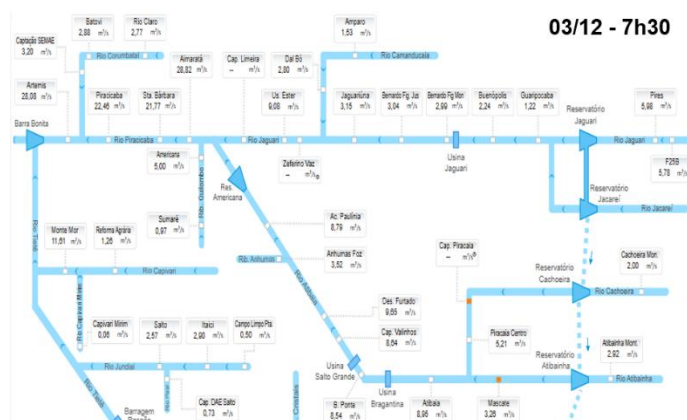 03/12 - 7h30
Batovi
2,88 m³/s
Rio Claro
2,77 m³/s
Amparo
1,53 m³/s
Captação SEMAE
3,20 m³/s
Rio Corumbataí
Rio Camanducaia
Artemis
28,08 m³/s
Piracicaba
22,46 m³/s
Sta. Bárbara
21,77 m³/s
Atibaratá
28,82 m³/s
Cap. Limeira
-- m³/s
Us. Ester
9,08 m³/s
Dal Bó
2,80 m³/s
Jaguariúna
3,15 m³/s
Bernardo Fig. Jus
3,04 m³/s
Bernardo Fig. Mon
2,99 m³/s
Buenópolis
2,24 m³/s
Guaripocaba
1,22 m³/s
Reservatório
Jaguari
Pires
5,98 m³/s
Barra Bonita
Rio Piracicaba
Rio Jaguari
Rio Jaguari
Usina
Jaguari
Zeferino Vaz
-- m³/s
Americana
5,00 m³/s
Res.
Americana
F25B
5,78 m³/s
Reservatório
Jacareí
Rio Jacareí
Rio Tietê
Monte Mor
11,61 m³/s
Reforma Agrária
1,26 m³/s
Sumaré
0,97 m³/s
Rio Quilombo
Ac. Paulínia
8,79 m³/s
Anhumas Foz
3,52 m³/s
Rib. Anhumas
Rio Atibaia
Cap. Piracaia
-- m³/s
Reservatório
Cachoeira
Cachoeira Mon.
2,00 m³/s
Rio Cachoeira
Rio Capivari
Rio Capivari Mirim
Capivari Mirim
0,06 m³/s
Salto
2,57 m³/s
Itaici
2,90 m³/s
Campo Limpo Pta
0,50 m³/s
Des. Furtado
9,65 m³/s
Cap. Valinhos
8,64 m³/s
Piracaia Centro
5,21 m³/s
Reservatório
Atibainha
Atibainha Mont.
2,92 m³/s
Rio Jundiaí
Usina
Salto Grande
Rio Atibainha
Rio Tietê
Cap. DAE Salto
0,73 m³/s
Usina
Bragantina
B. Ponte
8,54 m³/s
Atibaia
8,95 m³/s
Mascate
3,26 m³/s
Barragem